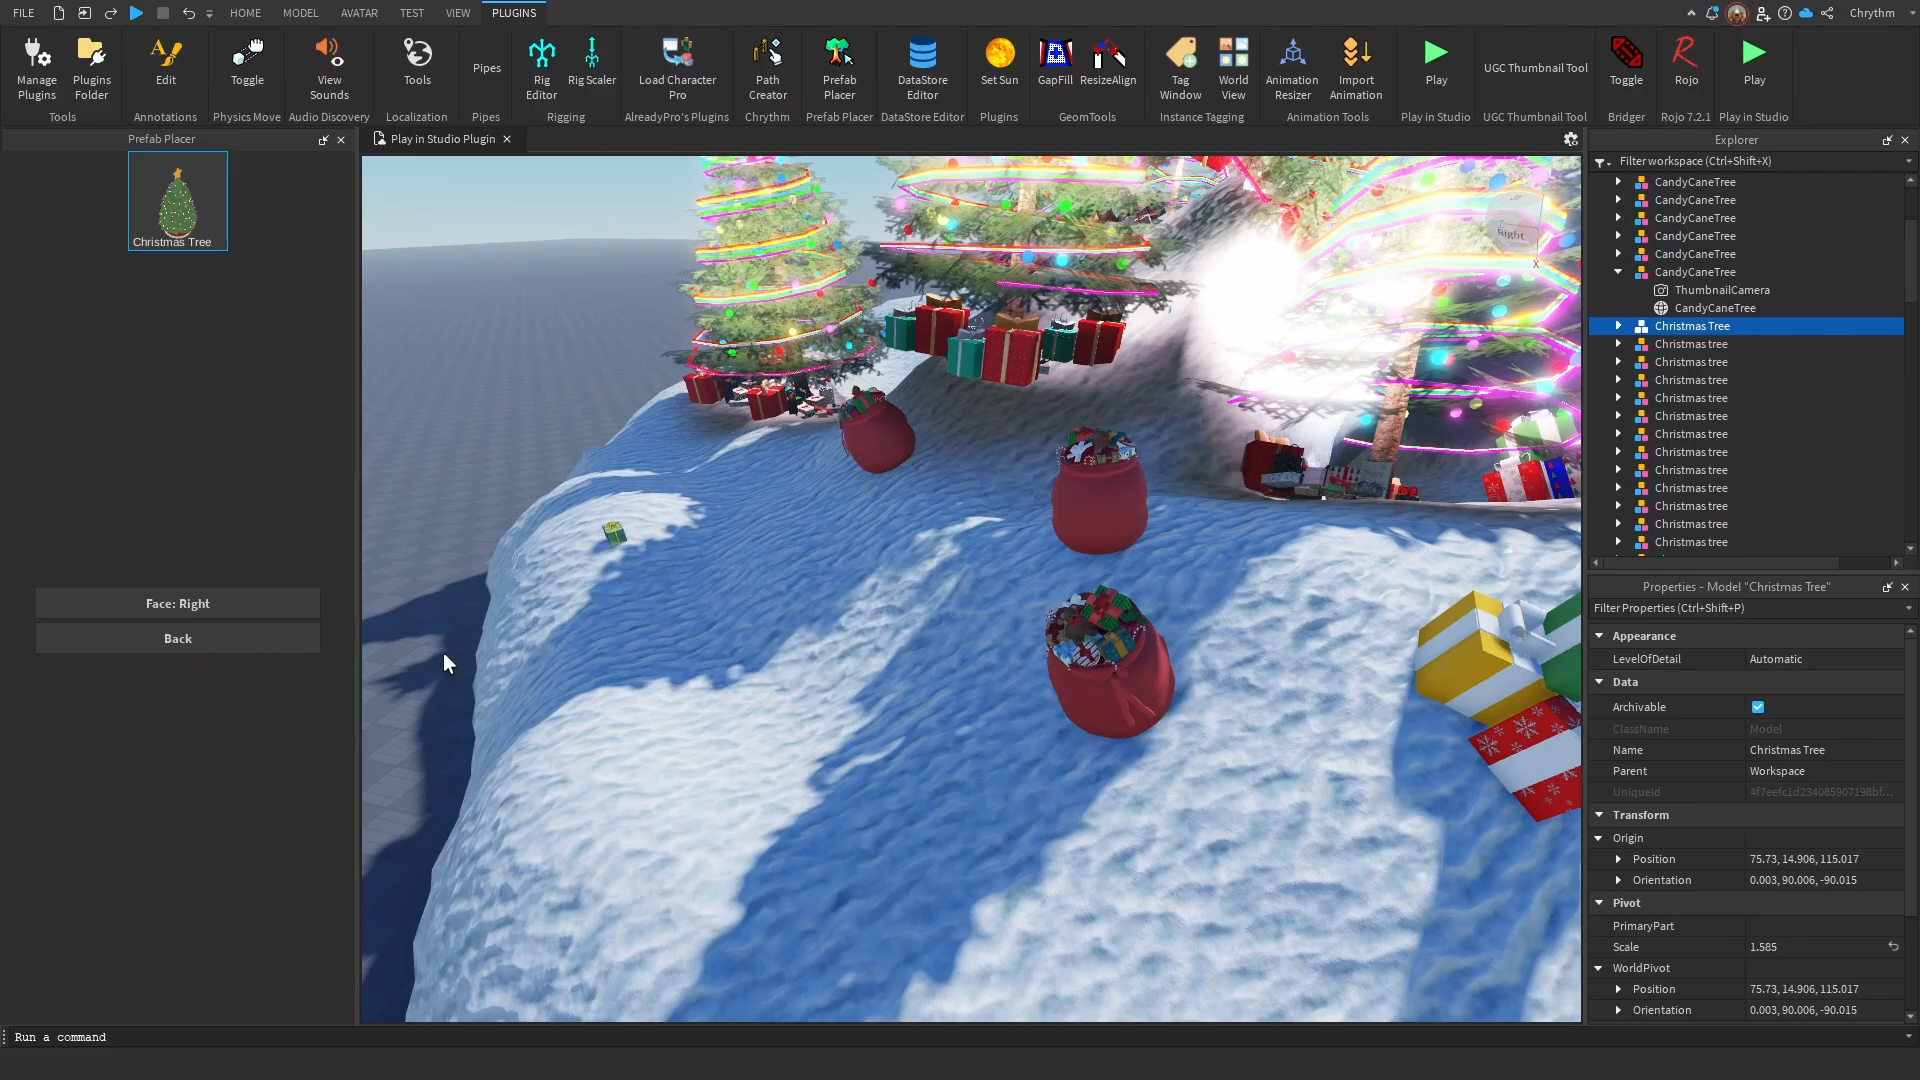 FILE HOME MODEL AVATAR TEST VIEW PLUGINS Chrythm
Manage Plugins
Plugins Folder
Edit
Toggle
View Sounds
Tools
Pipes
Rig Editor
Rig Scaler
Load Character Pro
Path Creator
Prefab Placer
DataStore Editor
Set Sun
GapFill
ResizeAlign
Tag Window
World View
Animation Resizer
Import Animation
Play
UGC Thumbnail Tool
Toggle
Rojo
Play
Tools Annotations Physics Move Audio Discovery Localization Pipes Rigging AlreadyPro's Plugins Chrythm Prefab Placer DataStore Editor Plugins GeomTools Instance Tagging Animation Tools Play in Studio UGC Thumbnail Tool Bridger Rojo 7.2.1 Play in Studio
Prefab Placer
Christmas Tree
Face: Right
Back
Play in Studio Plugin
Right
X
Explorer
Filter workspace (Ctrl+Shift+X)
CandyCaneTree
CandyCaneTree
CandyCaneTree
CandyCaneTree
CandyCaneTree
CandyCaneTree
ThumbnailCamera
CandyCaneTree
Christmas Tree
Christmas tree
Christmas tree
Christmas tree
Christmas tree
Christmas tree
Christmas tree
Christmas tree
Christmas tree
Christmas tree
Christmas tree
Christmas tree
Christmas tree
Properties - Model "Christmas Tree"
Filter Properties (Ctrl+Shift+P)
Appearance
LevelOfDetail Automatic
Data
Archivable
ClassName Model
Name Christmas Tree
Parent Workspace
UniqueId 4f7eefc1d234085907198bf...
Transform
Origin
Position 75.73, 14.906, 115.017
Orientation 0.003, 90.006, -90.015
Pivot
PrimaryPart
Scale 1.585
WorldPivot
Position 75.73, 14.906, 115.017
Orientation 0.003, 90.006, -90.015
Run a command